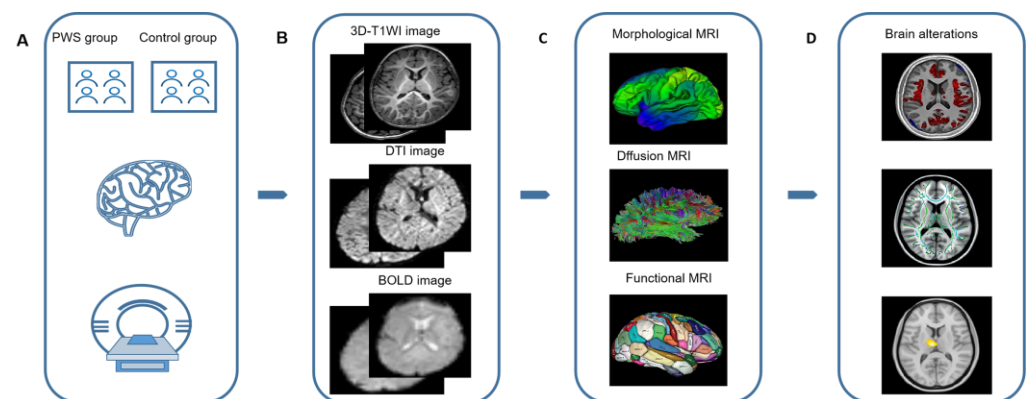 A
PWS group
Control group
B
3D-T1WI image
DTI image
BOLD image
C
Morphological MRI
Dffusion MRI
Functional MRI
D
Brain alterations